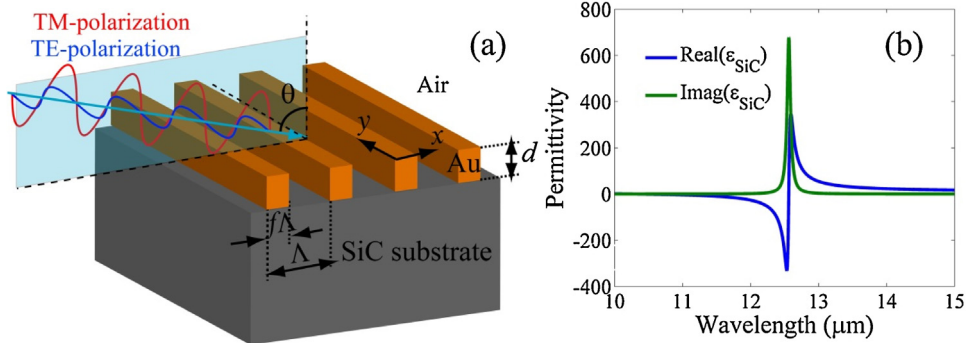 TM-polarization
TE-polarization
(a)
Air
θ
y
x
Au
d
fΛ
Λ
SiC substrate
(b)
Real(ε_SiC)
Imag(ε_SiC)
Permittivity
800
600
400
200
0
-200
-400
10
11
12
13
14
15
Wavelength (μm)